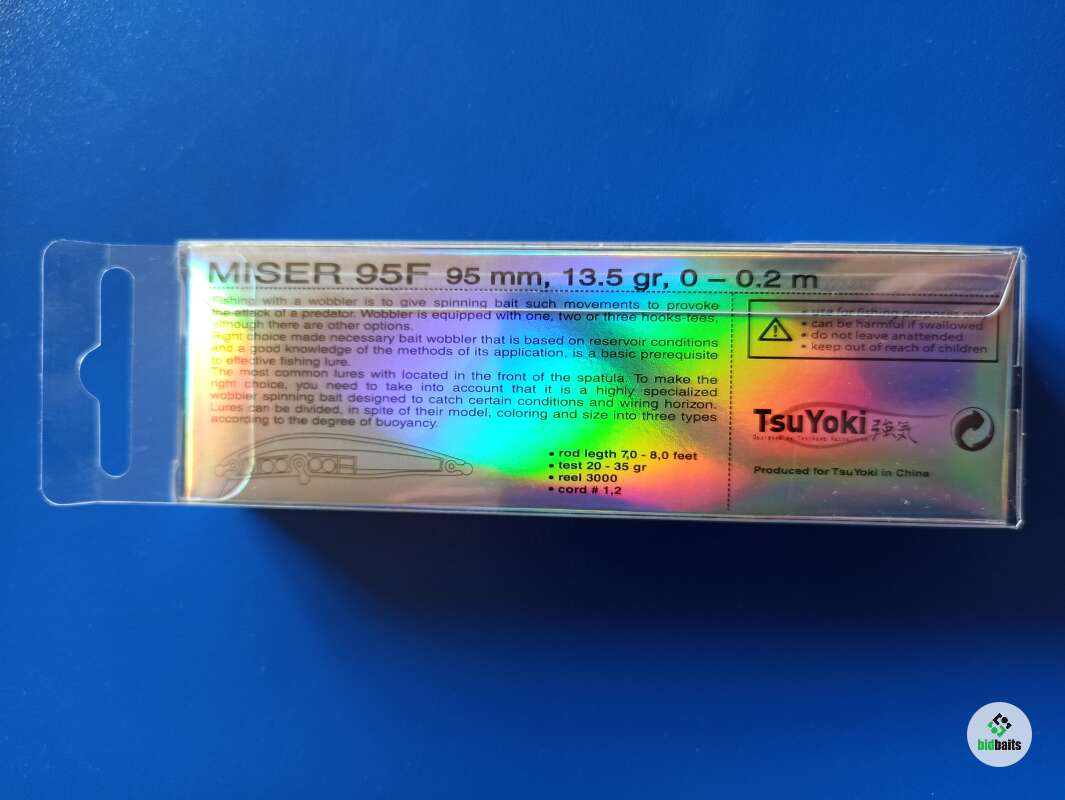 MISER 95F 95 mm, 13.5 gr, 0 – 0.2 m
Fishing with a wobbler is to give spinning bait such movements to provoke
the attack of a predator. Wobbler is equipped with one, two or three hooks-tees,
although there are other options.
Right choice made necessary bait wobbler that is based on reservoir conditions
and a good knowledge of the methods of its application, is a basic prerequisite
to effective fishing lure.
The most common lures with located in the front of the spatula. To make the
right choice, you need to take into account that it is a highly specialized
wobbler spinning bait designed to catch certain conditions and wiring horizon.
Lures can be divided, in spite of their model, coloring and size into three types
according to the degree of buoyancy.
• rod legth 7,0 - 8,0 feet
• test 20 - 35 gr
• reel 3000
• cord # 1,2
• use for fishing purposes only
• can be harmful if swallowed
• do not leave anattended
• keep out of reach of children
TsuYoki 強気
Produced for TsuYoki in China
bidbaits